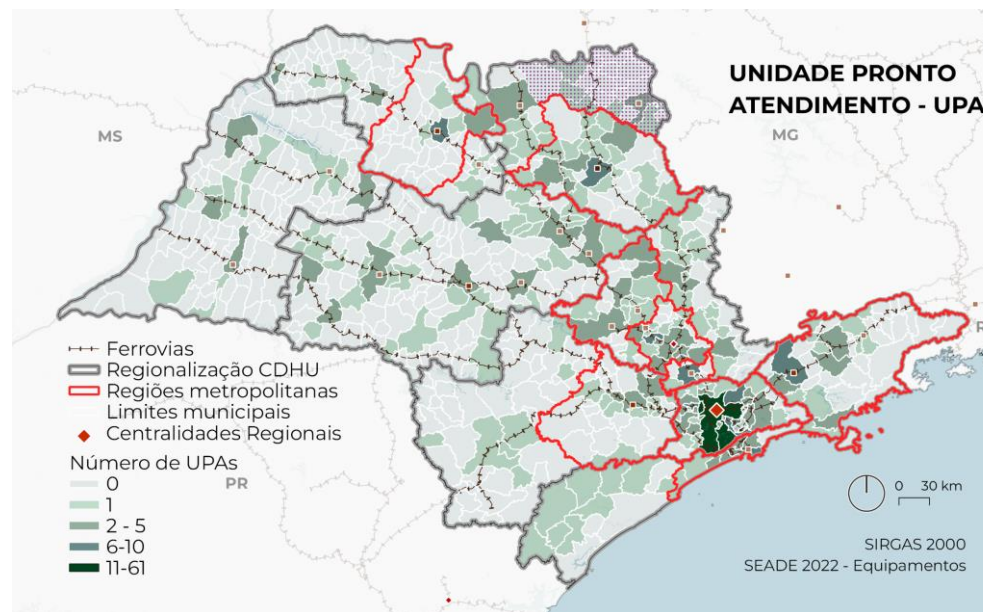 UNIDADE PRONTO
ATENDIMENTO - UPA
MS
MG
Ferrovias
Regionalização CDHU
Regiões metropolitanas
Limites municipais
Centralidades Regionais
Número de UPAs
0
1
2 - 5
6-10
11-61
PR
R
0 30 km
SIRGAS 2000
SEADE 2022 - Equipamentos